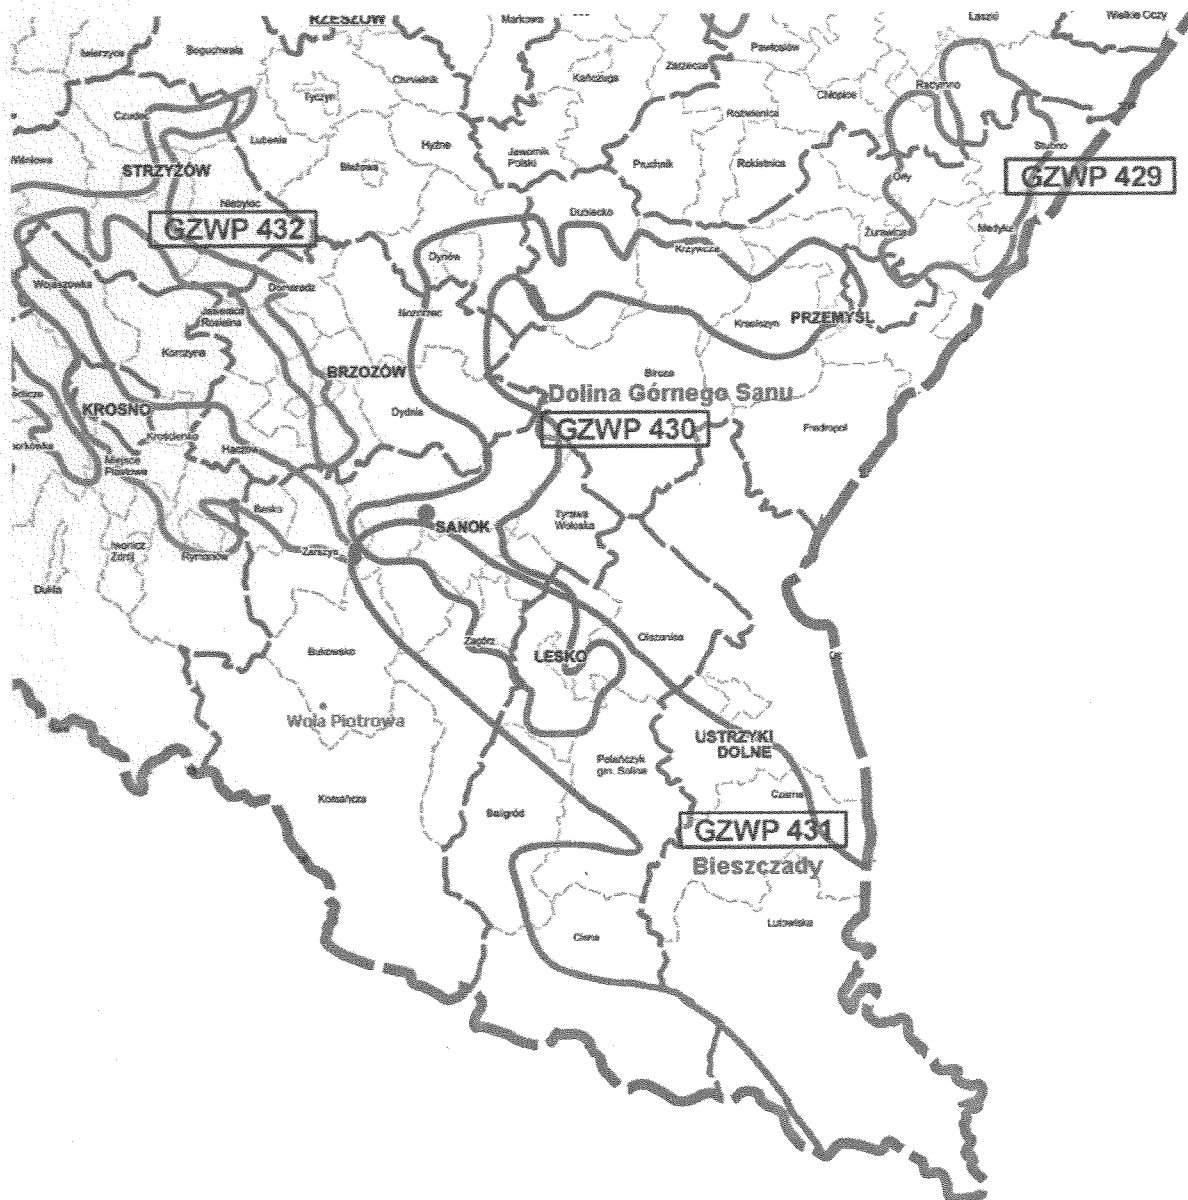 RZESZÓW
Markowa
Laszki
Wielkie Oczy
Boguchwała
Pawłosiów
Zarzecze
Chmielnik
Kańczuga
Tyczyn
Chłopice
Radymno
Czudec
Roźwienica
Lubenia
Hyżne
Jawornik
Polski
Stubno
Błażowa
Pruchnik
Rokietnica
STRZYŻÓW
Orły
GZWP 429
Niebylec
Dubiecko
GZWP 432
Żurawica
Medyka
Krzywcza
Dynów
Wojaszówka
Domaradz
Nozdrzec
Jasienica
Rosielna
Krasiczyn
PRZEMYŚL
Korczyna
BRZOZÓW
Bircza
Dolina Górnego Sanu
KROSNO
Dydnia
GZWP 430
Fredropol
Krościenko
Haczów
Miejsce
Piastowe
Besko
SANOK
Tyrawa
Wołoska
Iwonicz
Zdrój
Rymanów
Zarszyn
Dukla
Zagórz
Olszanica
Bukowsko
LESKO
Wola Piotrowa
USTRZYKI
DOLNE
Polańczyk
gm. Solina
Komańcza
Baligród
Czarna
GZWP 431
Bieszczady
Cisna
Lutowiska